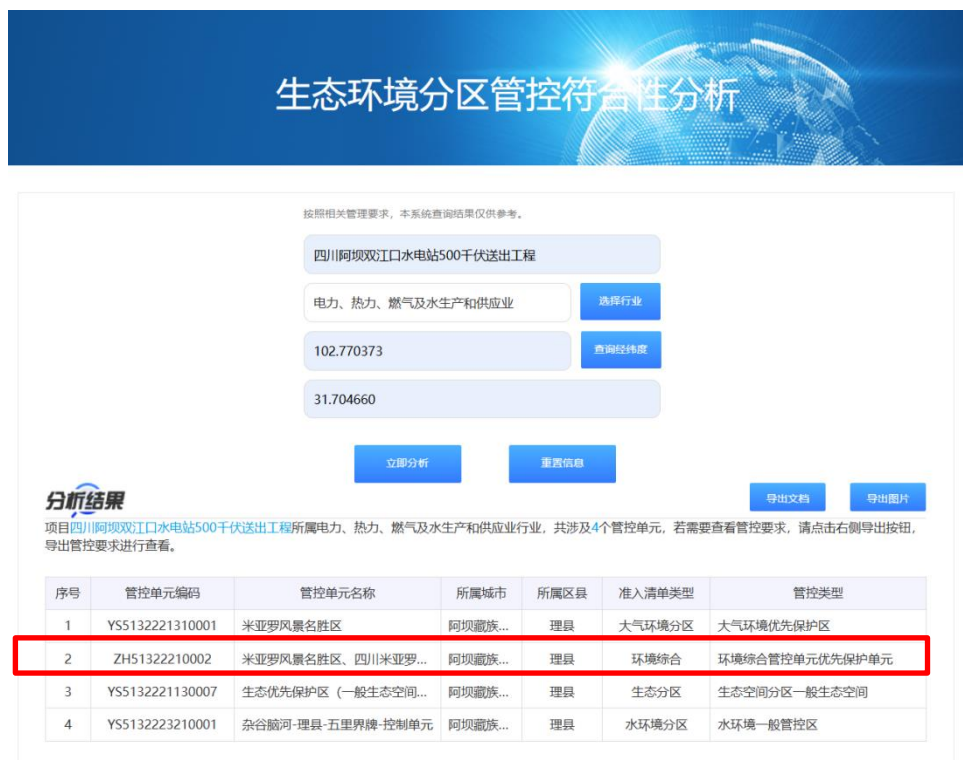 生态环境分区管控符合性分析
按照相关管理要求，本系统查询结果仅供参考。
四川阿坝双江口水电站500千伏送出工程
电力、热力、燃气及水生产和供应业 选择行业
102.770373 查询经纬度
31.704660
立即分析 重置信息
分析结果 导出文档 导出图片
项目四川阿坝双江口水电站500千伏送出工程所属电力、热力、燃气及水生产和供应业行业，共涉及4个管控单元，若需要查看管控要求，请点击右侧导出按钮，
导出管控要求进行查看。
序号 管控单元编码 管控单元名称 所属城市 所属区县 准入清单类型 管控类型
1 YS5132221310001 米亚罗风景名胜区 阿坝藏族... 理县 大气环境分区 大气环境优先保护区
2 ZH51322210002 米亚罗风景名胜区、四川米亚罗... 阿坝藏族... 理县 环境综合 环境综合管控单元优先保护单元
3 YS5132221130007 生态优先保护区（一般生态空间... 阿坝藏族... 理县 生态分区 生态空间分区一般生态空间
4 YS5132223210001 杂谷脑河-理县-五里界牌-控制单元 阿坝藏族... 理县 水环境分区 水环境一般管控区